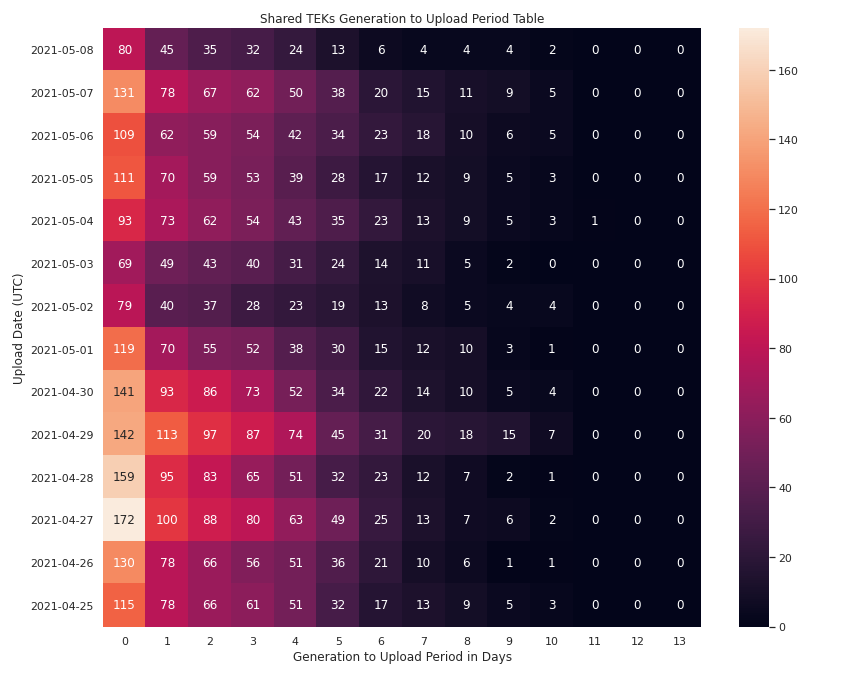 Shared TEKs Generation to Upload Period Table
2021-05-08 80 45 35 32 24 13 6 4 4 4 2 0 0 0
2021-05-07 131 78 67 62 50 38 20 15 11 9 5 0 0 0
2021-05-06 109 62 59 54 42 34 23 18 10 6 5 0 0 0
2021-05-05 111 70 59 53 39 28 17 12 9 5 3 0 0 0
2021-05-04 93 73 62 54 43 35 23 13 9 5 3 1 0 0
2021-05-03 69 49 43 40 31 24 14 11 5 2 0 0 0 0
2021-05-02 79 40 37 28 23 19 13 8 5 4 4 0 0 0
2021-05-01 119 70 55 52 38 30 15 12 10 3 1 0 0 0
2021-04-30 141 93 86 73 52 34 22 14 10 5 4 0 0 0
2021-04-29 142 113 97 87 74 45 31 20 18 15 7 0 0 0
2021-04-28 159 95 83 65 51 32 23 12 7 2 1 0 0 0
2021-04-27 172 100 88 80 63 49 25 13 7 6 2 0 0 0
2021-04-26 130 78 66 56 51 36 21 10 6 1 1 0 0 0
2021-04-25 115 78 66 61 51 32 17 13 9 5 3 0 0 0
0 1 2 3 4 5 6 7 8 9 10 11 12 13
Generation to Upload Period in Days
Upload Date (UTC)
160
140
120
100
80
60
40
20
0